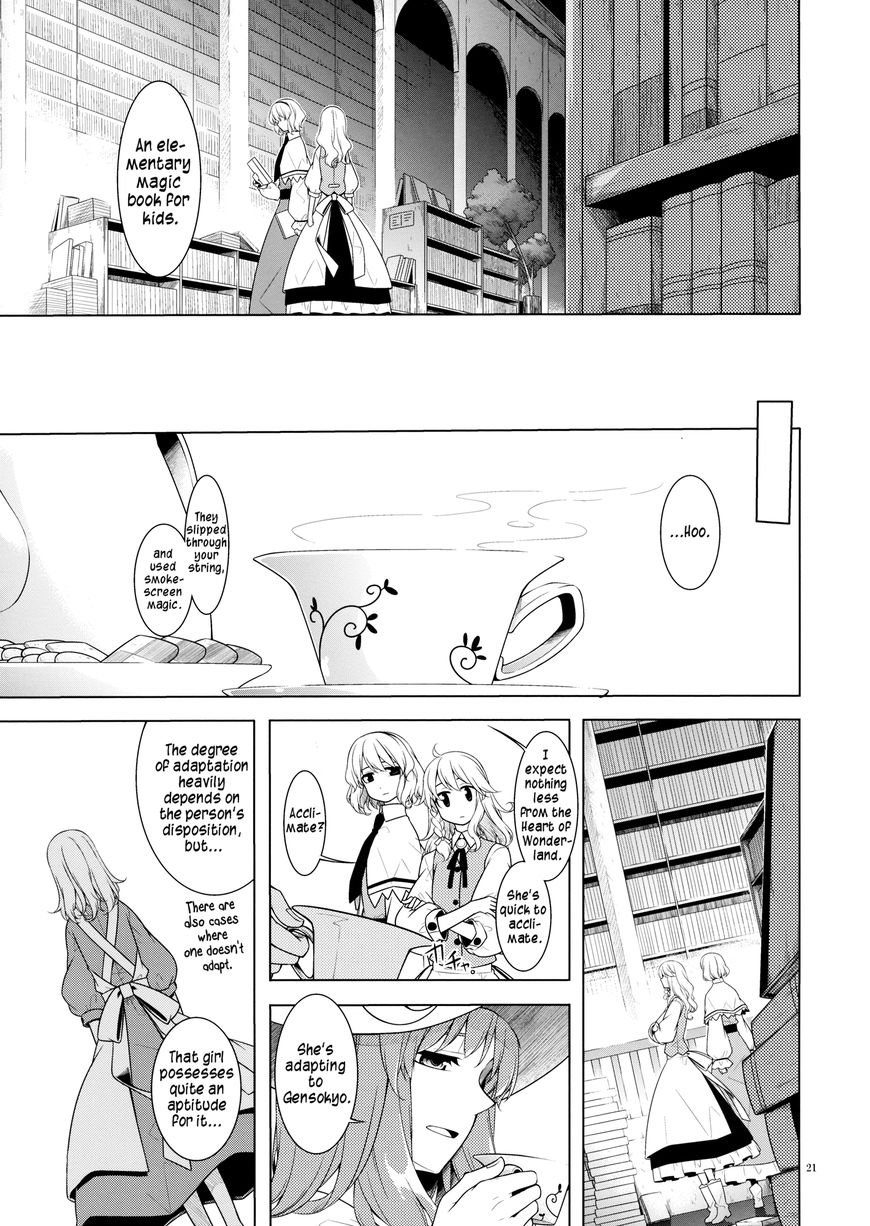 An ele-
mentary
magic
book for
kids.
...Hoo.
They
slipped
through
your
string,
and
used
smoke-
screen
magic.
I
expect
nothing
less
from the
Heart of
Wonder-
land.
She's
quick to
accli-
mate.
Accli-
mate?
カチャ。
She's
adapting
to
Gensokyo.
The degree
of adaptation
heavily
depends on
the person's
disposition,
but...
There are
also cases
where
one doesn't
adapt.
That girl
possesses
quite an
aptitude
for it...
21